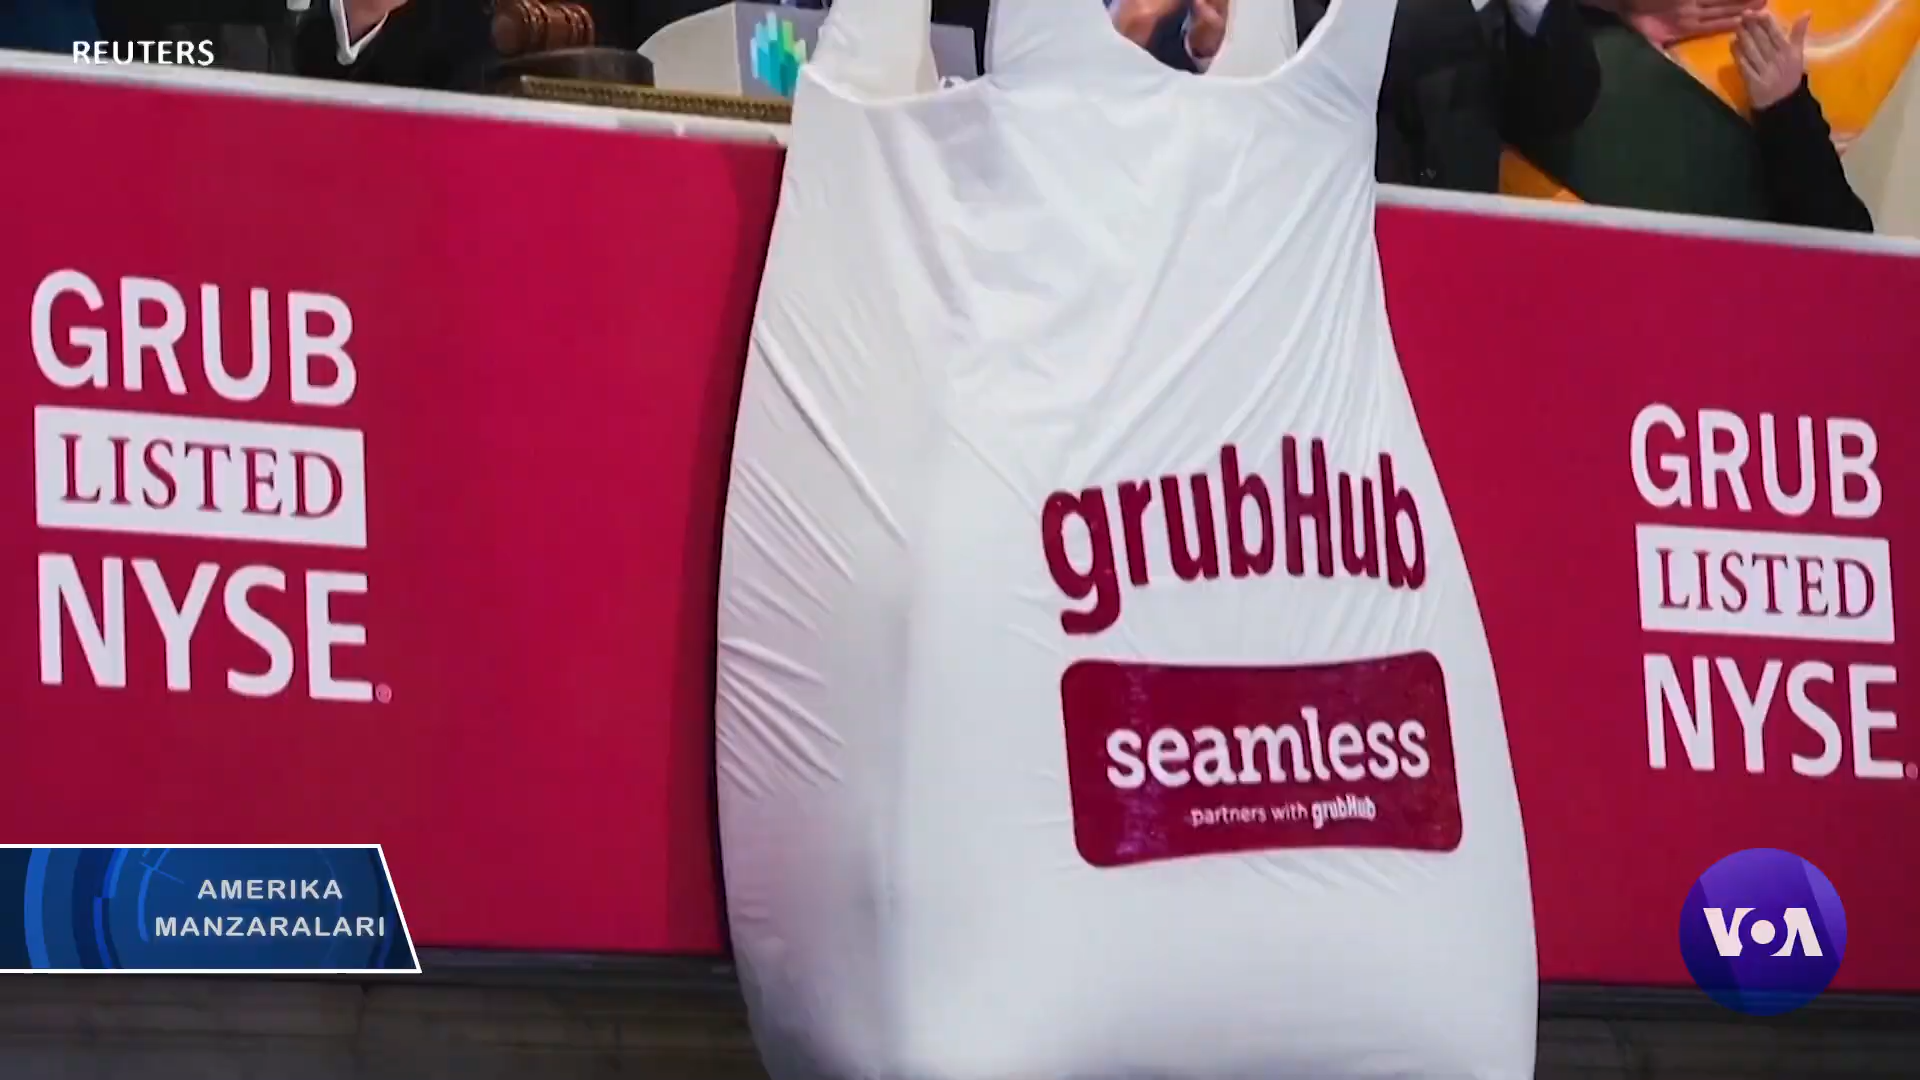 REUTERS
GRUB
LISTED
NYSE
grubHub
seamless
partners with grubHub
GRUB
LISTED
NYSE
AMERIKA
MANZARALARI
VOA